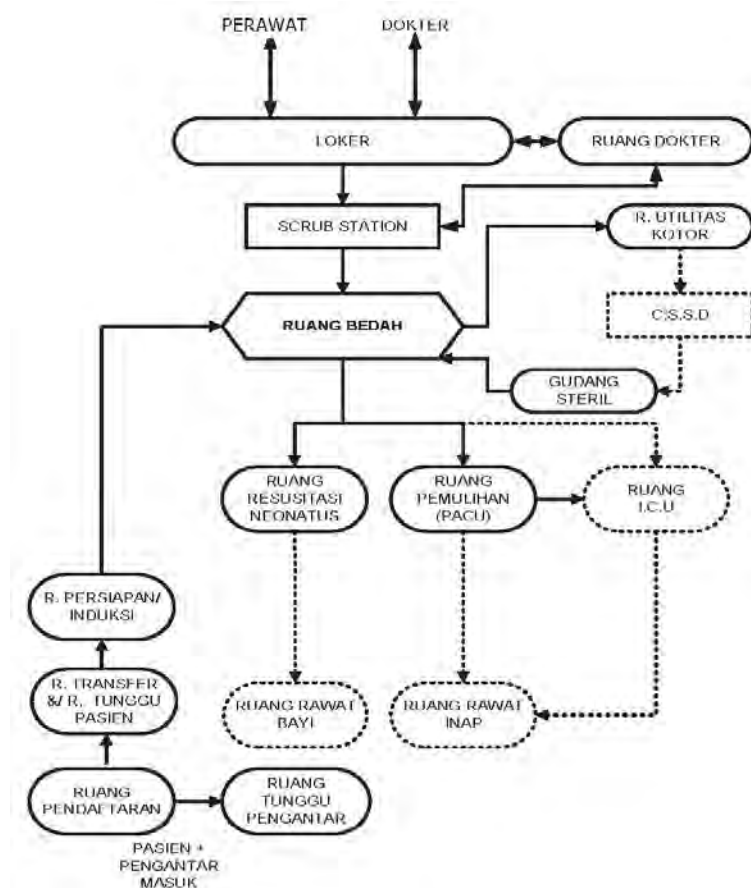 PERAWAT
DOKTER
LOKER
RUANG DOKTER
SCRUB STATION
R. UTILITAS
KOTOR
RUANG BEDAH
C.S.S.D
GUDANG
STERIL
RUANG
RESUSITASI
NEONATUS
RUANG
PEMULIHAN
(PACU)
RUANG
I.C.U
R. PERSIAPAN/
INDUKSI
R. TRANSFER
&/ R. TUNGGU
PASIEN
RUANG RAWAT
BAYI
RUANG RAWAT
INAP
RUANG
PENDAFTARAN
RUANG
TUNGGU
PENGANTAR
PASIEN +
PENGANTAR
MASUK